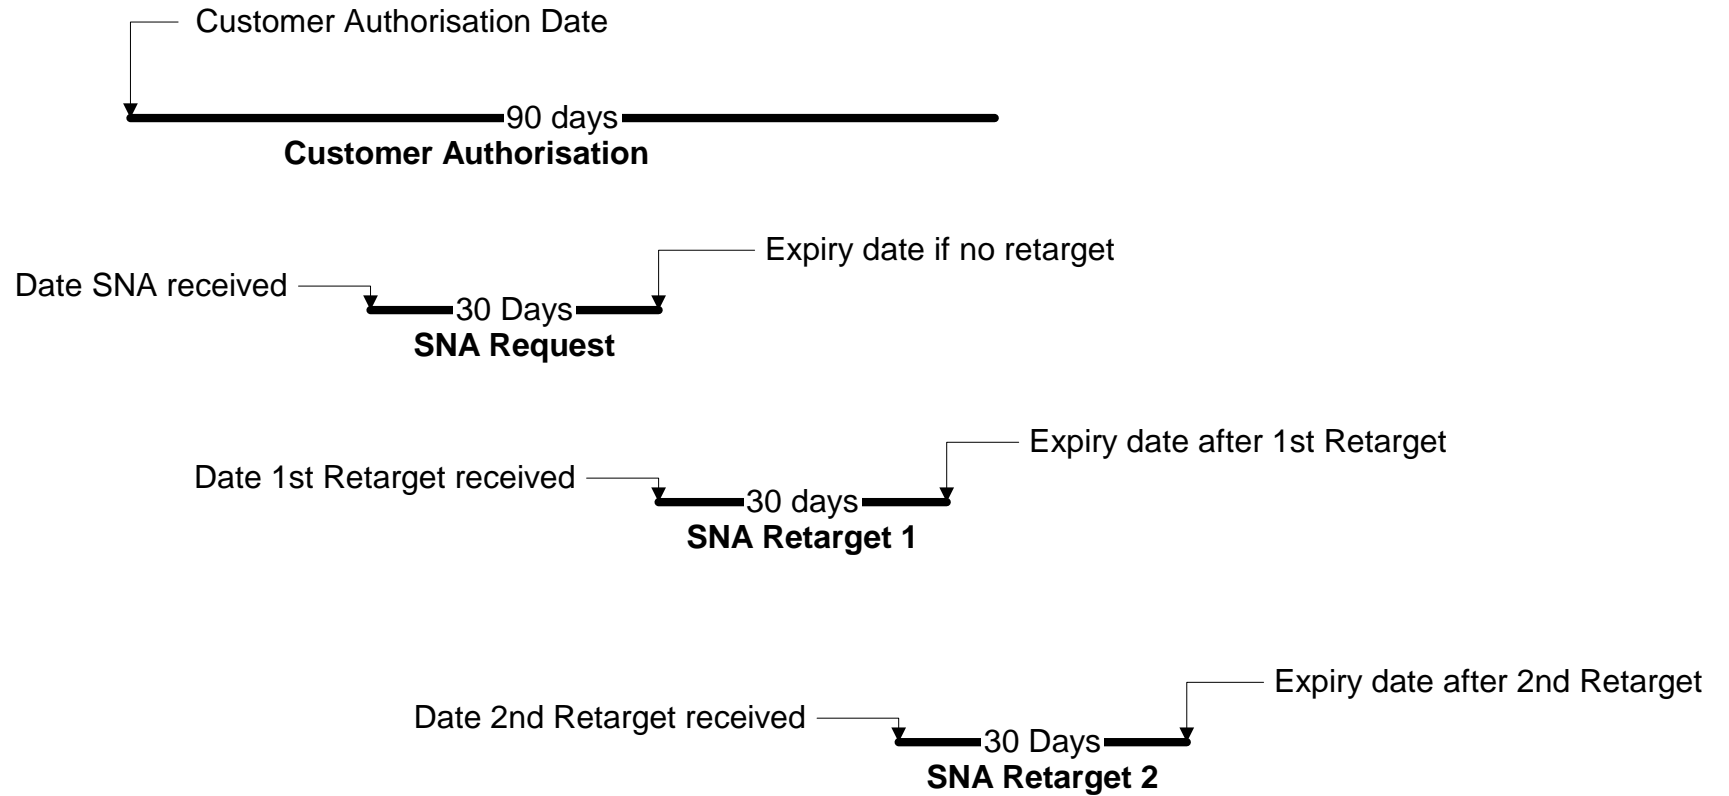 Customer Authorisation Date
90 days
Customer Authorisation
Expiry date if no retarget
Date SNA received
30 Days
SNA Request
Expiry date after 1st Retarget
Date 1st Retarget received
30 days
SNA Retarget 1
Expiry date after 2nd Retarget
Date 2nd Retarget received
30 Days
SNA Retarget 2